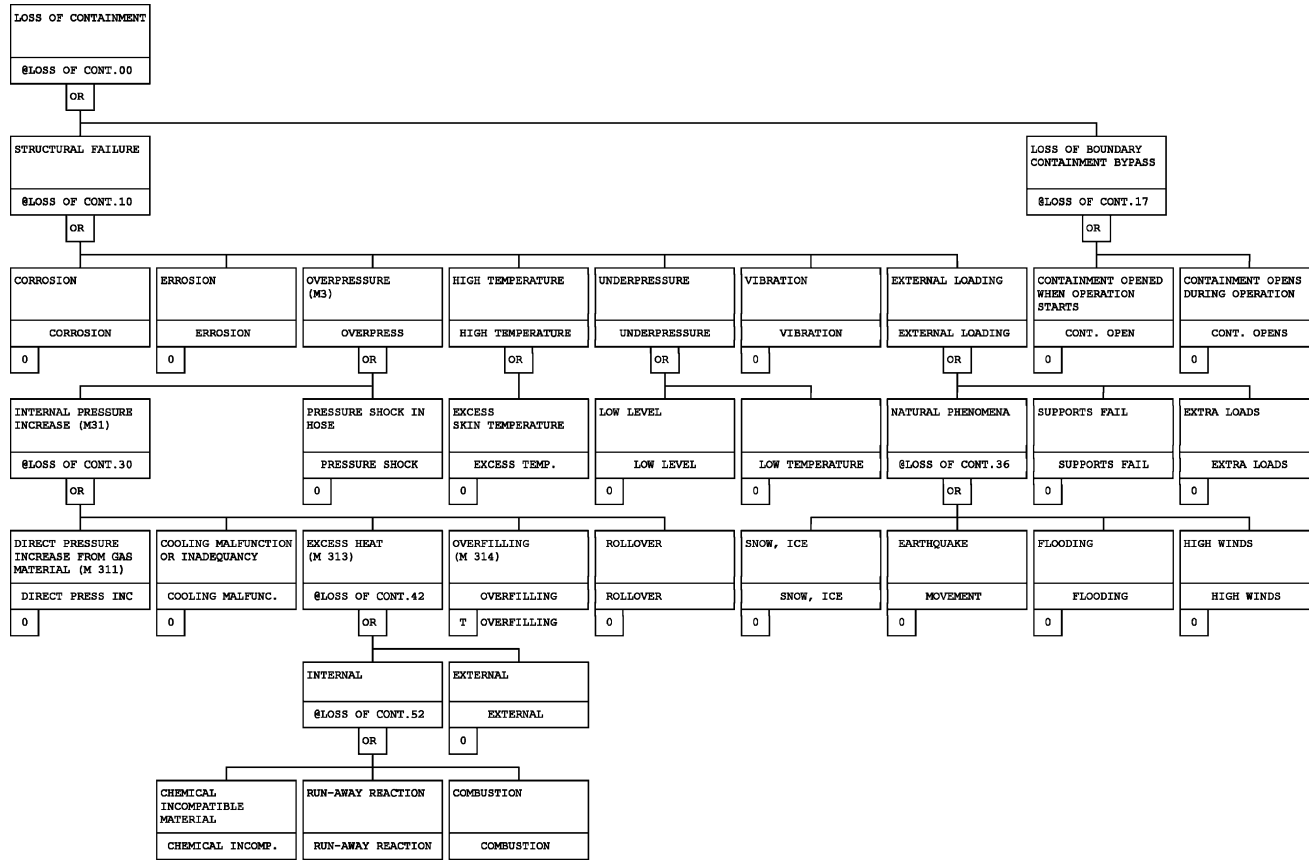 LOSS OF CONTAINMENT
@LOSS OF CONT.00
OR
STRUCTURAL FAILURE
@LOSS OF CONT.10
OR
LOSS OF BOUNDARY
CONTAINMENT BYPASS
@LOSS OF CONT.17
OR
CORROSION
CORROSION
0
ERROSION
ERROSION
0
OVERPRESSURE
(M3)
OVERPRESS
OR
HIGH TEMPERATURE
HIGH TEMPERATURE
OR
UNDERPRESSURE
UNDERPRESSURE
OR
VIBRATION
VIBRATION
0
EXTERNAL LOADING
EXTERNAL LOADING
OR
CONTAINMENT OPENED
WHEN OPERATION
STARTS
CONT. OPEN
0
CONTAINMENT OPENS
DURING OPERATION
CONT. OPENS
0
INTERNAL PRESSURE
INCREASE (M31)
@LOSS OF CONT.30
OR
PRESSURE SHOCK IN
HOSE
PRESSURE SHOCK
0
EXCESS
SKIN TEMPERATURE
EXCESS TEMP.
0
LOW LEVEL
LOW LEVEL
0
LOW TEMPERATURE
0
NATURAL PHENOMENA
@LOSS OF CONT.36
OR
SUPPORTS FAIL
SUPPORTS FAIL
0
EXTRA LOADS
EXTRA LOADS
0
DIRECT PRESSURE
INCREASE FROM GAS
MATERIAL (M 311)
DIRECT PRESS INC
0
COOLING MALFUNCTION
OR INADEQUANCY
COOLING MALFUNC.
0
EXCESS HEAT
(M 313)
@LOSS OF CONT.42
OR
OVERFILLING
(M 314)
OVERFILLING
T OVERFILLING
ROLLOVER
ROLLOVER
0
SNOW, ICE
SNOW, ICE
0
EARTHQUAKE
MOVEMENT
0
FLOODING
FLOODING
0
HIGH WINDS
HIGH WINDS
0
INTERNAL
@LOSS OF CONT.52
OR
EXTERNAL
EXTERNAL
0
CHEMICAL
INCOMPATIBLE
MATERIAL
CHEMICAL INCOMP.
RUN-AWAY REACTION
RUN-AWAY REACTION
COMBUSTION
COMBUSTION